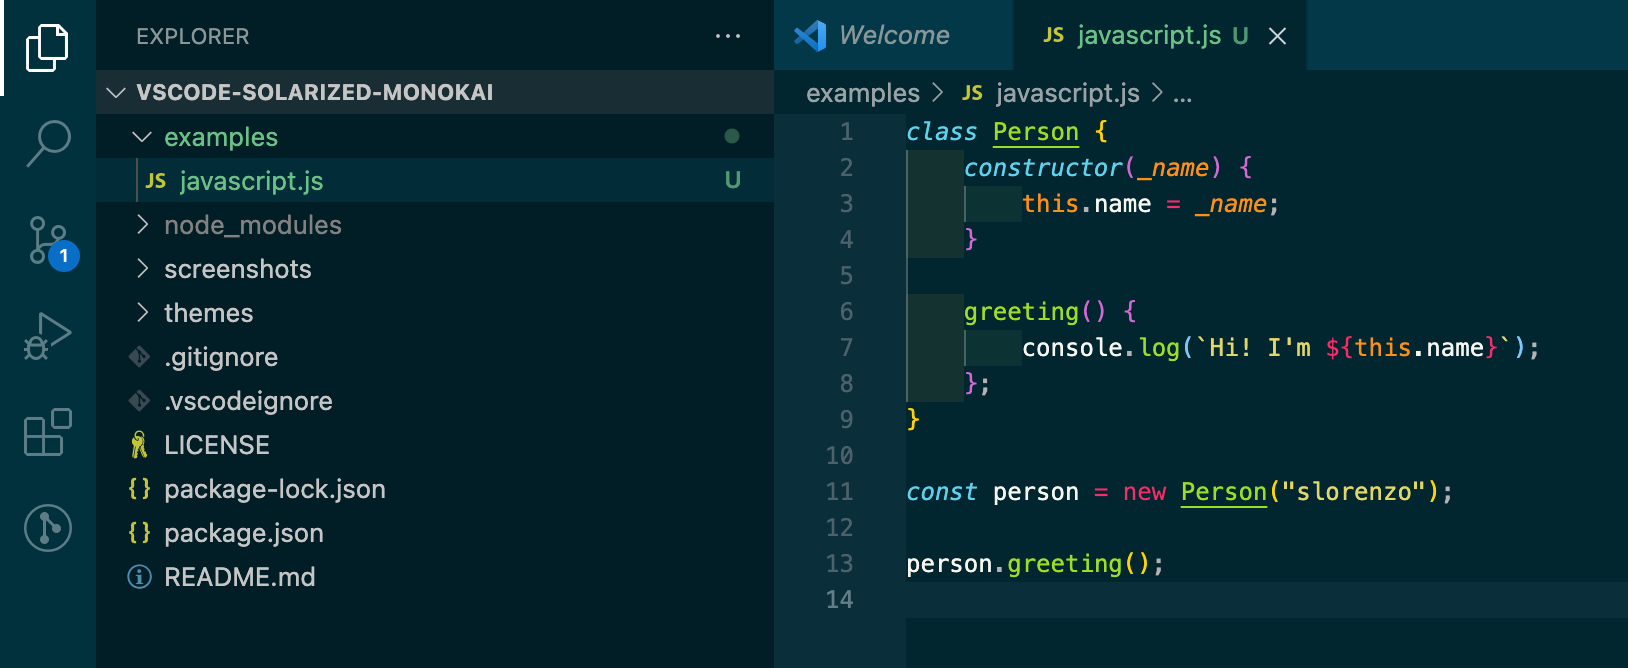 EXPLORER ...
VSCODE-SOLARIZED-MONOKAI
examples
JS javascript.js U
node_modules
screenshots
themes
.gitignore
.vscodeignore
LICENSE
{} package-lock.json
{} package.json
README.md
1
Welcome
JS javascript.js U
examples > JS javascript.js > ...
1 class Person {
2     constructor(_name) {
3         this.name = _name;
4     }
5
6     greeting() {
7         console.log(`Hi! I'm ${this.name}`);
8     };
9 }
10
11 const person = new Person("slorenzo");
12
13 person.greeting();
14